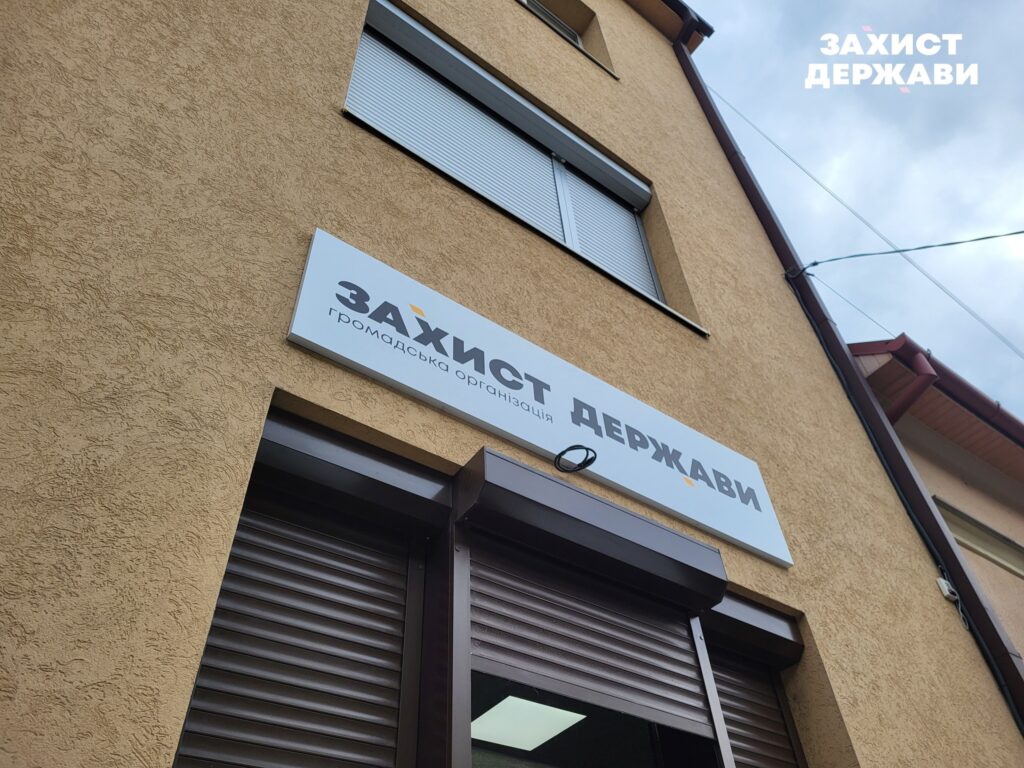 ЗАХИСТ
ДЕРЖАВИ
ЗАХИСТ ДЕРЖАВИ
громадська організація